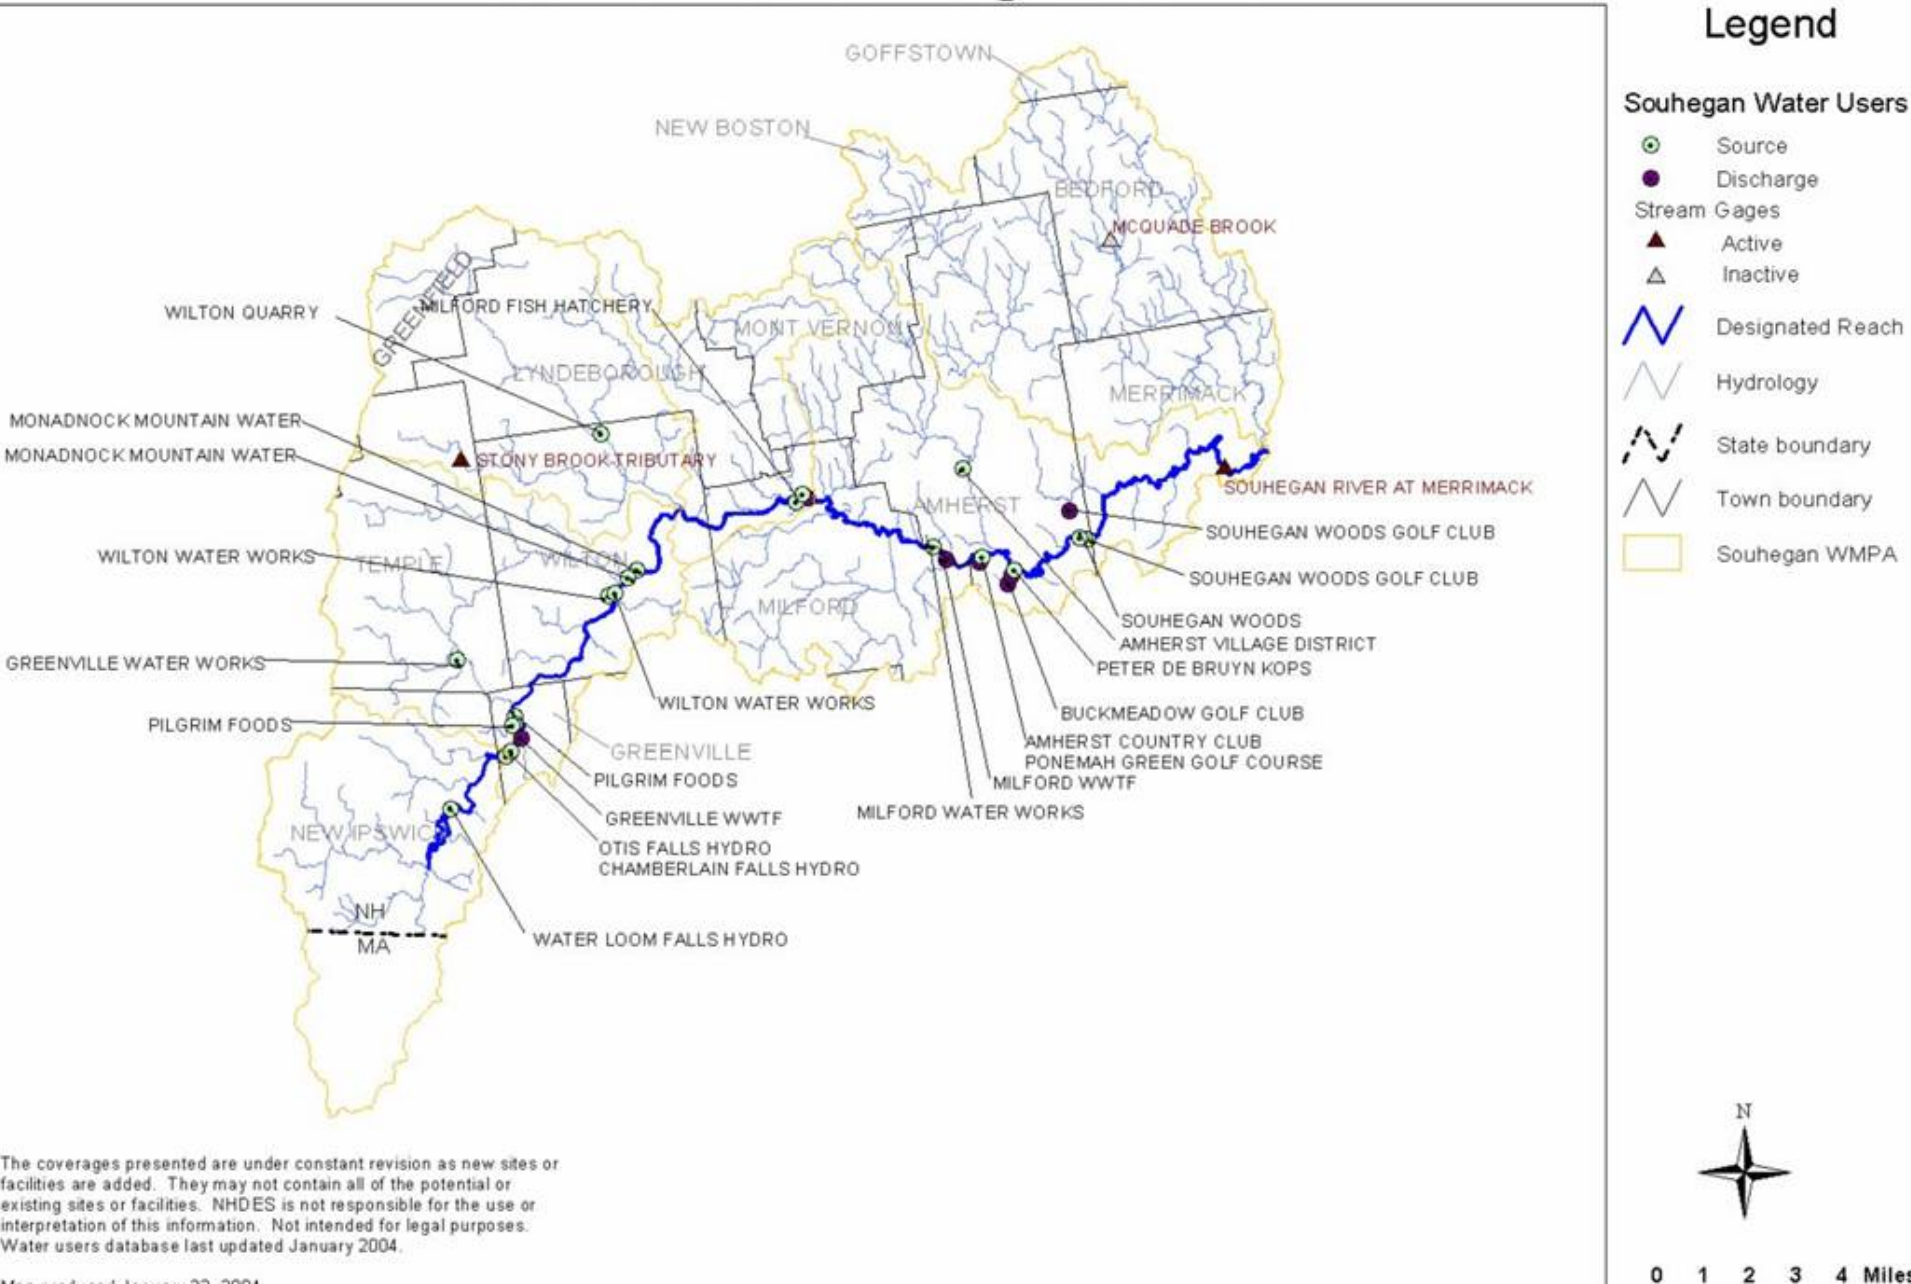 GOFFSTOWN
NEW BOSTON
BEDFORD
MCQUADE BROOK
GREENFIELD
WILTON QUARRY
MILFORD FISH HATCHERY
MONT VERNON
LYNDEBOROUGH
MERRIMACK
MONADNOCK MOUNTAIN WATER
MONADNOCK MOUNTAIN WATER
STONY BROOK TRIBUTARY
SOUHEGAN RIVER AT MERRIMACK
AMHERST
SOUHEGAN WOODS GOLF CLUB
WILTON WATER WORKS
TEMPLE
WILTON
SOUHEGAN WOODS GOLF CLUB
MILFORD
SOUHEGAN WOODS
AMHERST VILLAGE DISTRICT
GREENVILLE WATER WORKS
PETER DE BRUYN KOPS
WILTON WATER WORKS
BUCKMEADOW GOLF CLUB
PILGRIM FOODS
AMHERST COUNTRY CLUB
GREENVILLE
PONEMAH GREEN GOLF COURSE
PILGRIM FOODS
MILFORD WWTF
MILFORD WATER WORKS
GREENVILLE WWTF
NEW IPSWIC
OTIS FALLS HYDRO
CHAMBERLAIN FALLS HYDRO
NH
MA
WATER LOOM FALLS HYDRO
The coverages presented are under constant revision as new sites or
facilities are added. They may not contain all of the potential or
existing sites or facilities. NHDES is not responsible for the use or
interpretation of this information. Not intended for legal purposes.
Water users database last updated January 2004.
Legend
Souhegan Water Users
Source
Discharge
Stream Gages
Active
Inactive
Designated Reach
Hydrology
State boundary
Town boundary
Souhegan WMPA
N
0 1 2 3 4 Miles